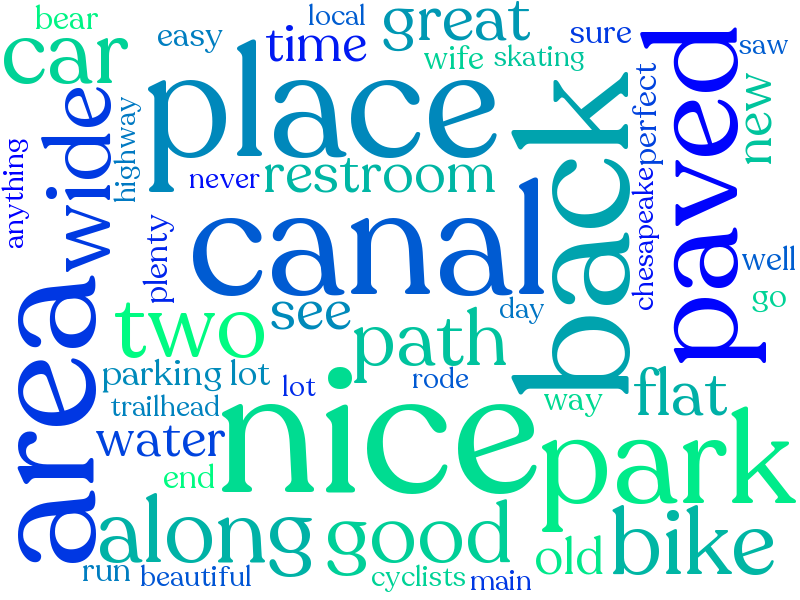 bear
local
great
car
easy
time
wife
skating
sure
saw
place
paved
wide
highway
never
restroom
back
perfect
chesapeake
new
anything
canal
plenty
well
area
two
see
day
go
path
parking lot
lot
rode
trailhead
nice
way
flat
water
park
end
along
good
old
bike
run
beautiful
cyclists
main